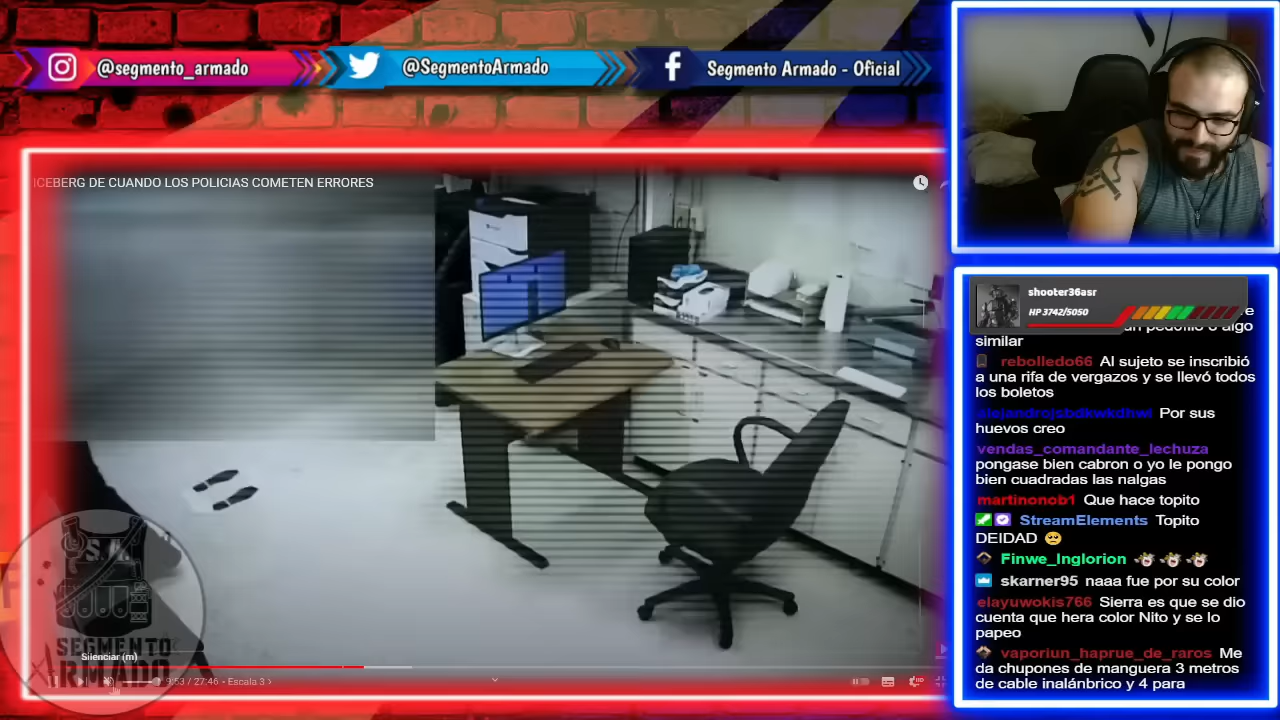 @segmento_armado
@SegmentoArmado
Segmento Armado - Oficial
ICEBERG DE CUANDO LOS POLICIAS COMETEN ERRORES
S.A.
SEGMENTO
ARMADO
Silenciar (m)
9:53 / 27:46 • Escala 3 >
shooter36asr
HP 3742/5050
un pedofilo o algo
similar
rebolledo66 Al sujeto se inscribió
a una rifa de vergazos y se llevó todos
los boletos
alejandrojsbdkwkdhwi Por sus
huevos creo
vendas_comandante_lechuza
pongase bien cabron o yo le pongo
bien cuadradas las nalgas
martinonob1 Que hace topito
StreamElements Topito
DEIDAD
Finwe_Inglorion
skarner95 naaa fue por su color
elayuwokis766 Sierra es que se dio
cuenta que hera color Nito y se lo
papeo
vaporiun_haprue_de_raros Me
da chupones de manguera 3 metros
de cable inalánbrico y 4 para